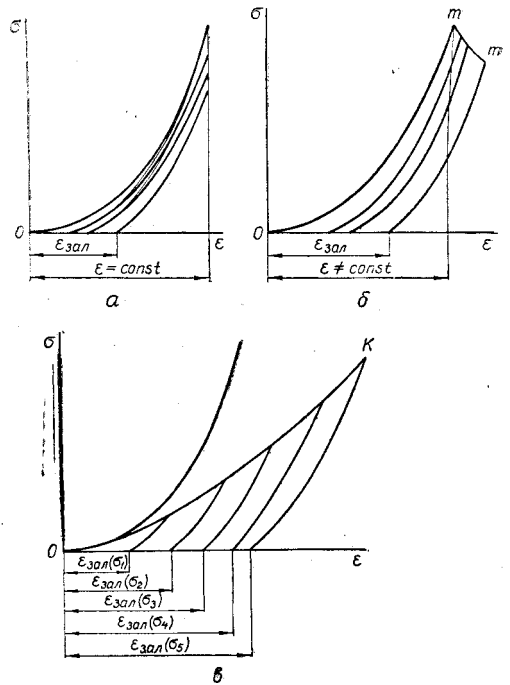 σ
0
ε зал
ε
ε = const
а
σ
m
m
0
ε зал
ε
ε ≠ const
б
σ
K
0
ε
ε зал(σ₁)
ε зал(σ₂)
ε зал(σ₃)
ε зал(σ₄)
ε зал(σ₅)
в